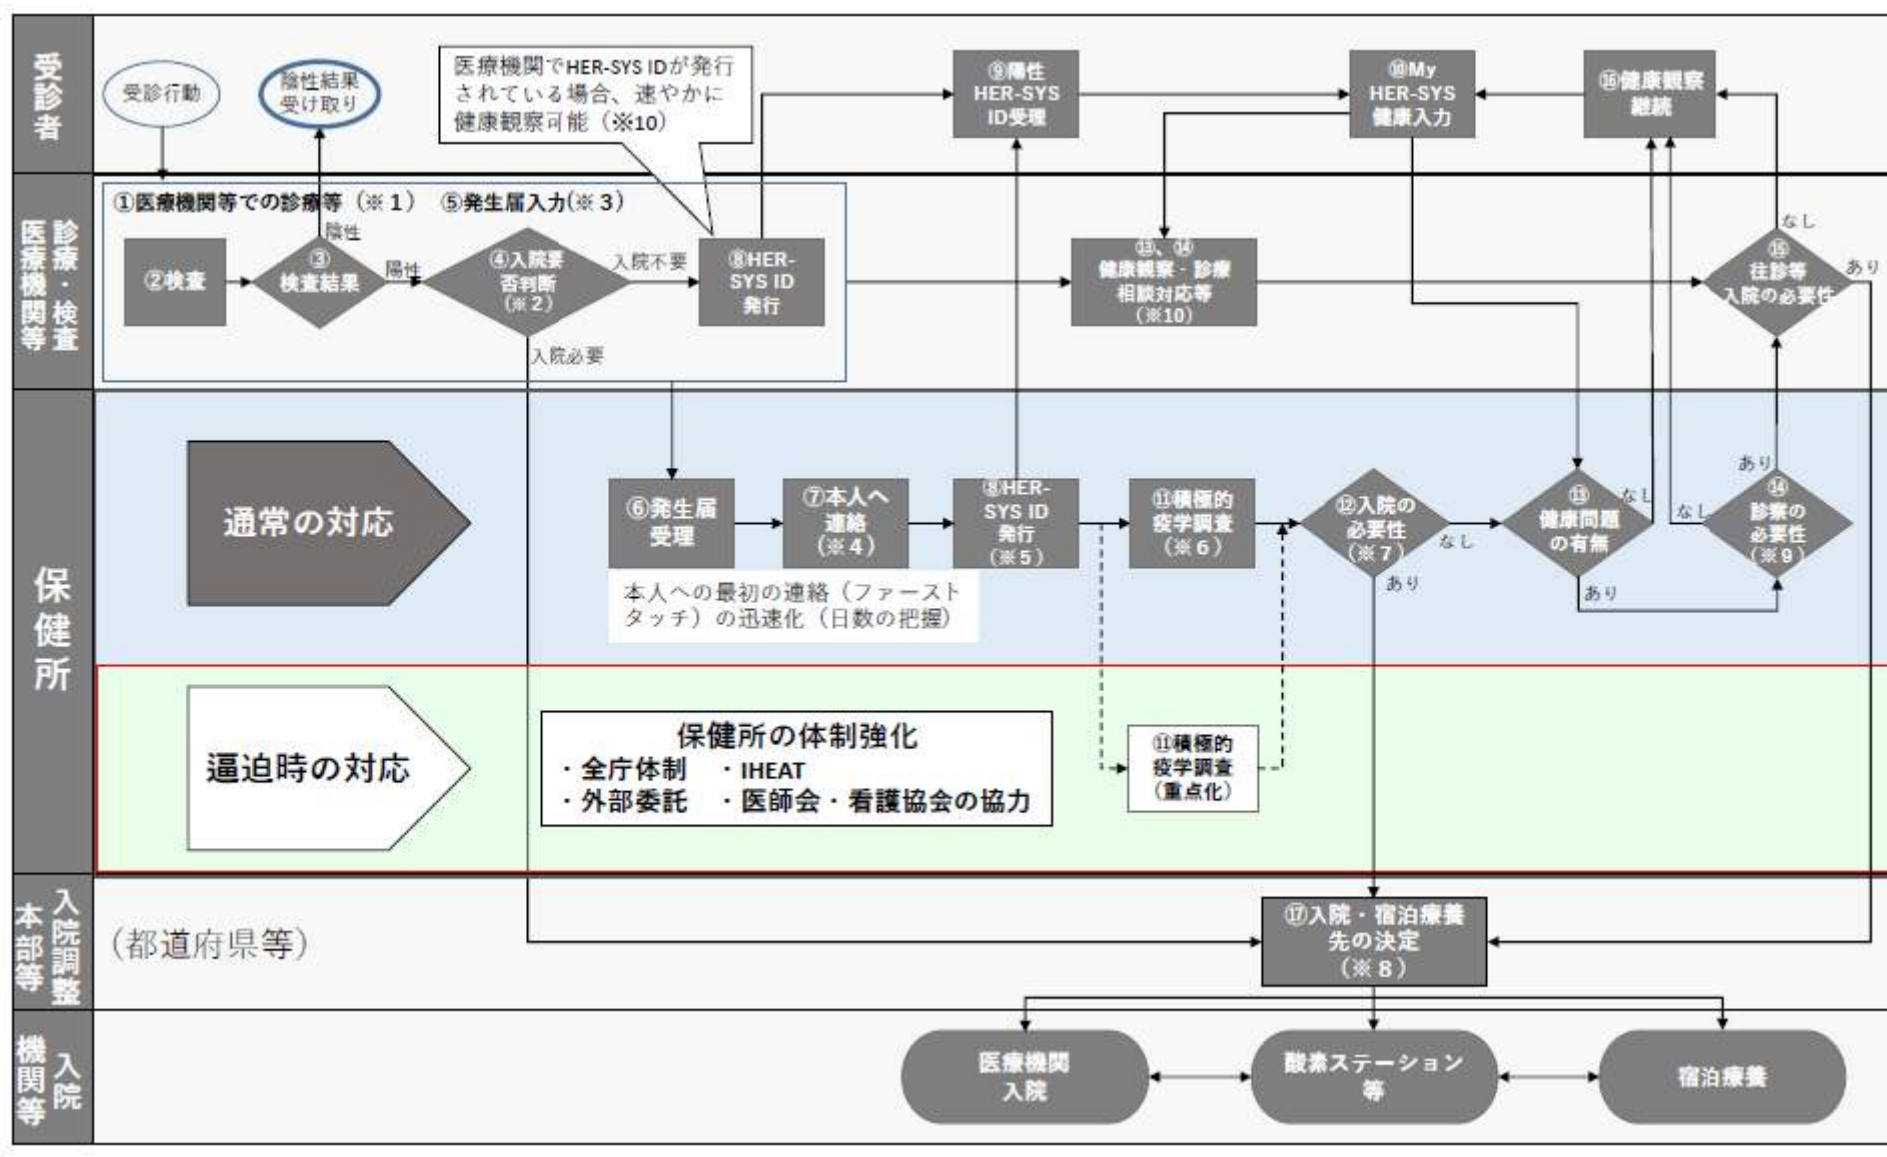 受診者
受診行動
陰性結果
受け取り
医療機関でHER-SYS IDが発行
されている場合、速やかに
健康観察可能（※10）
⑨陽性
HER-SYS
ID受理
⑩My
HER-SYS
健康入力
⑯健康観察
継続
診療・検査
医療機関等
①医療機関等での診療等（※１）
⑤発生届入力(※３)
②検査
③
検査結果
陰性
陽性
④入院要
否判断
(※２)
入院不要
入院必要
⑧HER-
SYS ID
発行
⑬、⑭
健康観察・診療
相談対応等
（※10）
⑮
往診等
入院の必要性
なし
あり
保健所
通常の対応
⑥発生届
受理
⑦本人へ
連絡
（※４）
⑧HER-
SYS ID
発行
（※５）
本人への最初の連絡（ファースト
タッチ）の迅速化（日数の把握）
⑪積極的
疫学調査
（※６）
⑫入院の
必要性
（※７）
なし
あり
⑬
健康問題
の有無
なし
あり
⑭
診察の
必要性
（※９）
なし
あり
逼迫時の対応
保健所の体制強化
・全庁体制　・IHEAT
・外部委託　・医師会・看護協会の協力
⑪積極的
疫学調査
（重点化）
入院調整
本部等
（都道府県等）
⑰入院・宿泊療養
先の決定
（※８）
入院
機関等
医療機関
入院
酸素ステーション
等
宿泊療養